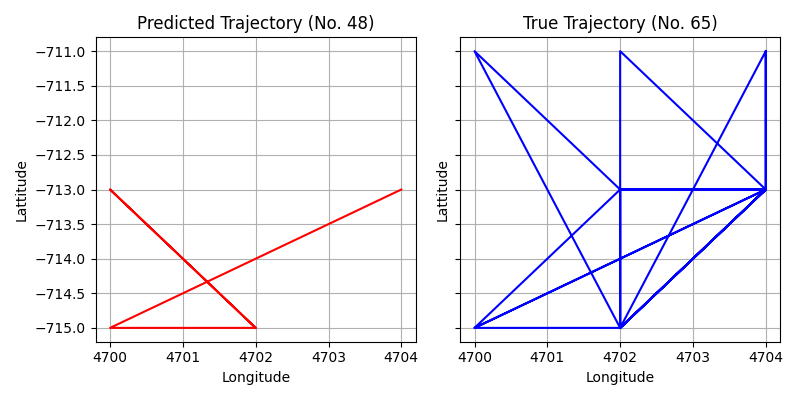 Predicted Trajectory (No. 48)
Lattitude
−711.0
−711.5
−712.0
−712.5
−713.0
−713.5
−714.0
−714.5
−715.0
4700 4701 4702 4703 4704
Longitude
True Trajectory (No. 65)
Lattitude
4700 4701 4702 4703 4704
Longitude